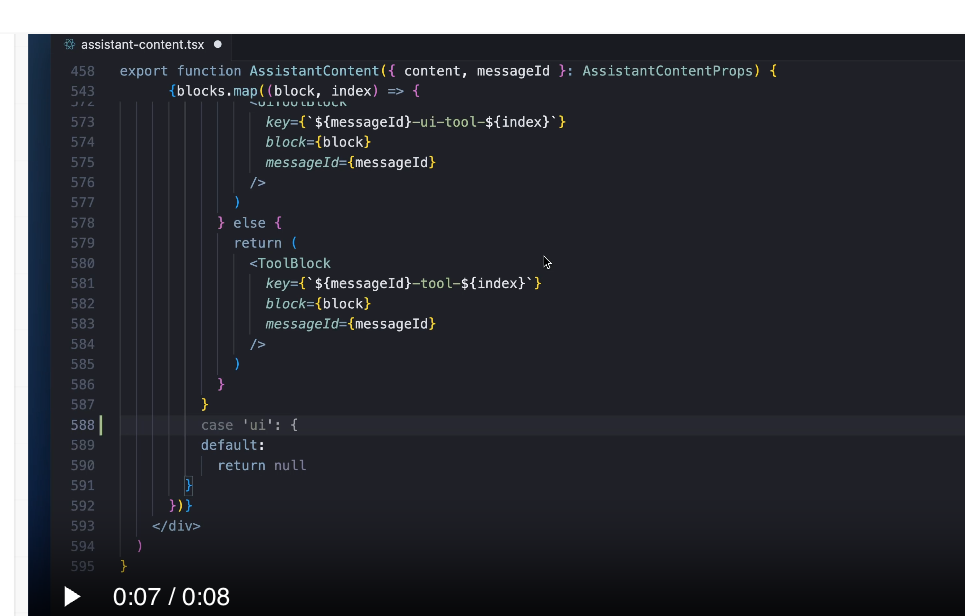 assistant-content.tsx
458 export function AssistantContent({ content, messageId }: AssistantContentProps) {
543 {blocks.map((block, index) => {
572 <UiToolBlock
573 key={`${messageId}-ui-tool-${index}`}
574 block={block}
575 messageId={messageId}
576 />
577 )
578 } else {
579 return (
580 <ToolBlock
581 key={`${messageId}-tool-${index}`}
582 block={block}
583 messageId={messageId}
584 />
585 )
586 }
587 }
588 case 'ui': {
589 default:
590 return null
591 }
592 })}
593 </div>
594 )
595 }
0:07 / 0:08